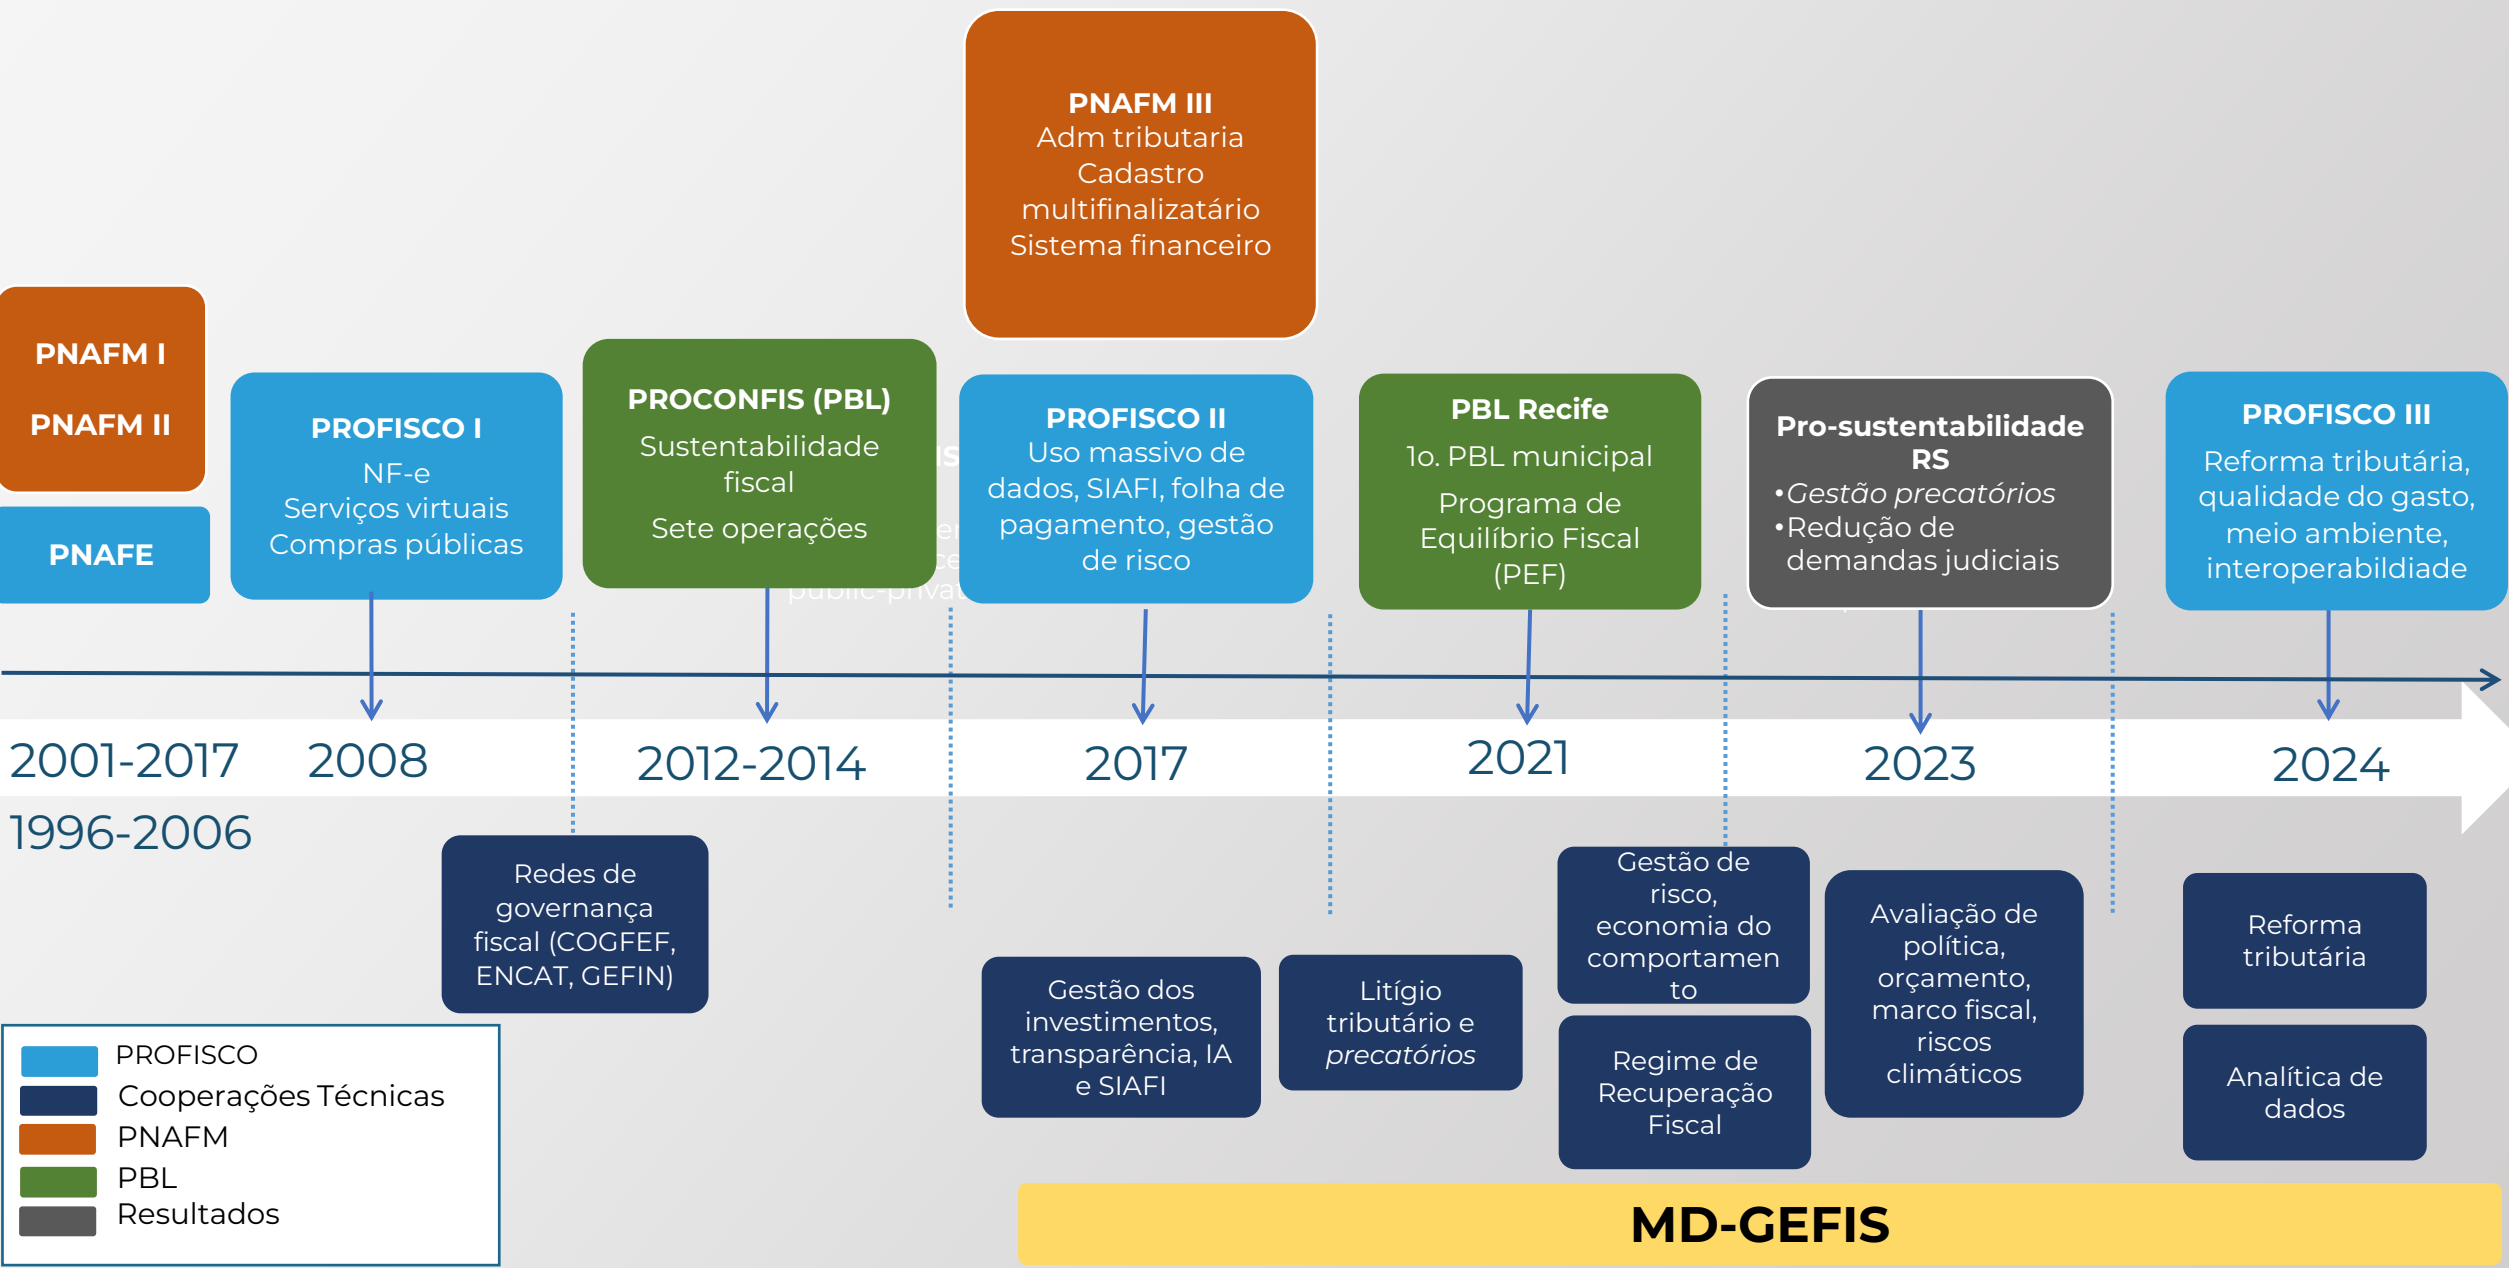 PNAFM III
Adm tributaria
Cadastro
multifinalizatário
Sistema financeiro
PNAFM I
PNAFM II
PNAFE
PROFISCO I
NF-e
Serviços virtuais
Compras públicas
PROCONFIS (PBL)
Sustentabilidade
fiscal
Sete operações
public-privat
PROFISCO II
Uso massivo de
dados, SIAFI, folha de
pagamento, gestão
de risco
PBL Recife
1o. PBL municipal
Programa de
Equilíbrio Fiscal
(PEF)
Pro-sustentabilidade
RS
•Gestão precatórios
•Redução de
demandas judiciais
PROFISCO III
Reforma tributária,
qualidade do gasto,
meio ambiente,
interoperabildiade
2001-2017
2008
2012-2014
2017
2021
2023
2024
1996-2006
Redes de
governança
fiscal (COGFEF,
ENCAT, GEFIN)
Gestão dos
investimentos,
transparência, IA
e SIAFI
Litígio
tributário e
precatórios
Gestão de
risco,
economia do
comportamen
to
Regime de
Recuperação
Fiscal
Avaliação de
política,
orçamento,
marco fiscal,
riscos
climáticos
Reforma
tributária
Analítica de
dados
PROFISCO
Cooperações Técnicas
PNAFM
PBL
Resultados
MD-GEFIS